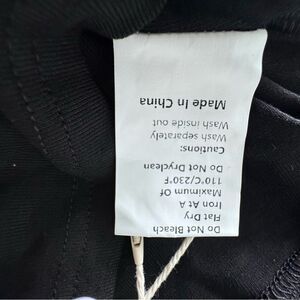 Do Not Bleach
Flat Dry
Iron At A
Maximum Of
110°C/230°F
Do Not Dryclean
Cautions:
Wash separately
Wash inside out
Made In China